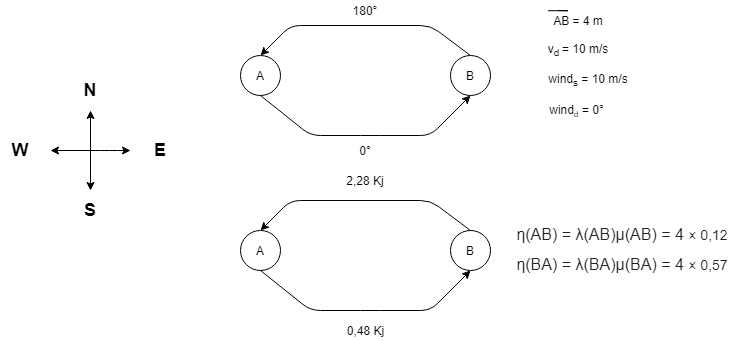 180°
A
B
0°
AB = 4 m
v_d = 10 m/s
wind_s = 10 m/s
wind_d = 0°
N
W
E
S
2,28 Kj
A
B
0,48 Kj
η(AB) = λ(AB)μ(AB) = 4 × 0,12
η(BA) = λ(BA)μ(BA) = 4 × 0,57